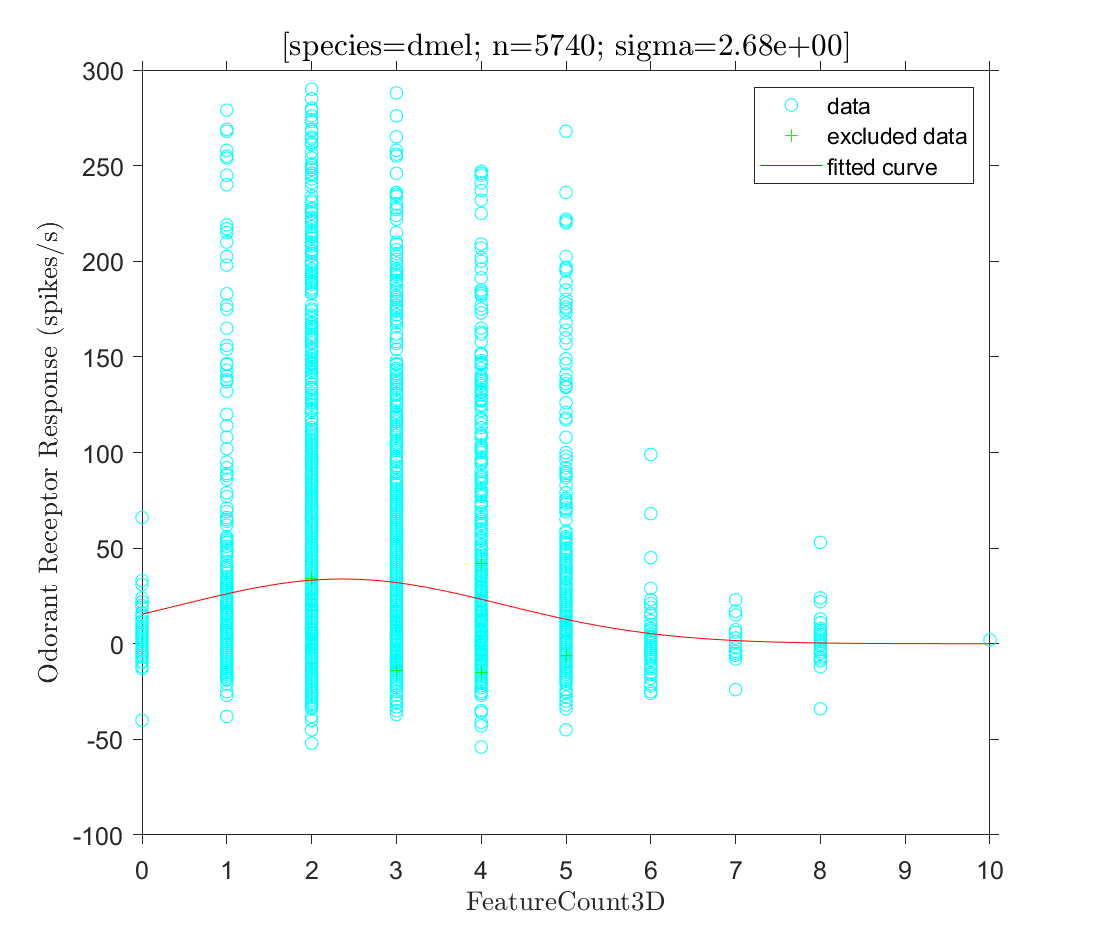 [species=dmel; n=5740; sigma=2.68e+00]
300
250
200
150
100
50
0
-50
-100
Odorant Receptor Response (spikes/s)
data
excluded data
fitted curve
0 1 2 3 4 5 6 7 8 9 10
FeatureCount3D